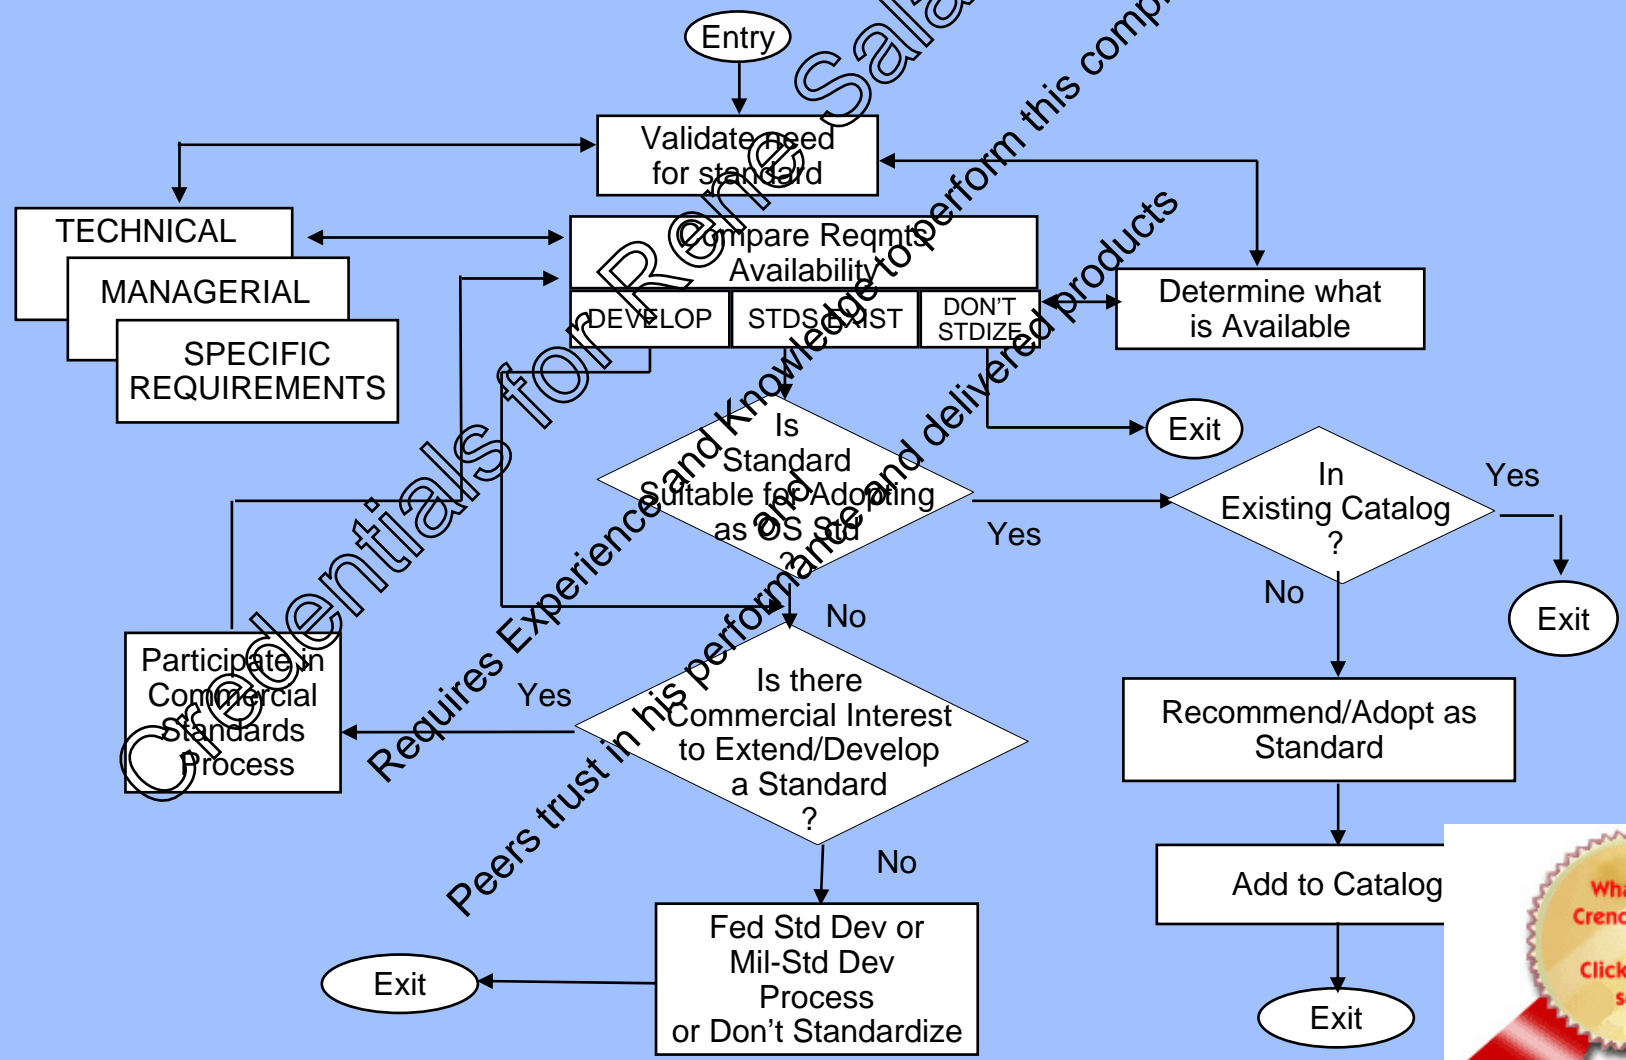 Entry
Validate need
for standard
TECHNICAL
MANAGERIAL
SPECIFIC
REQUIREMENTS
Compare Reqmts
Availability
DEVELOP
STDS EXIST
DON'T
STDIZE
Determine what
is Available
Exit
Is
Standard
Suitable for Adopting
as OS Std
?
Yes
In
Existing Catalog
?
Yes
Exit
No
No
Participate in
Commercial
Standards
Process
Yes
Is there
Commercial Interest
to Extend/Develop
a Standard
?
Recommend/Adopt as
Standard
No
Add to Catalog
Fed Std Dev or
Mil-Std Dev
Process
or Don't Standardize
Exit
Exit
Credentials for Rene
Requires Experience and Knowledge to perform this
and
Peers trust in his performance and delivered products
Click